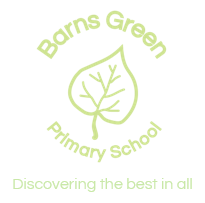 Barns Green
Primary School
Discovering the best in all